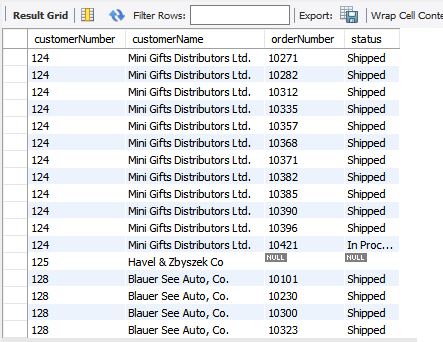 Result Grid Filter Rows: Export: Wrap Cell Conte
customerNumber customerName orderNumber status
124 Mini Gifts Distributors Ltd. 10271 Shipped
124 Mini Gifts Distributors Ltd. 10282 Shipped
124 Mini Gifts Distributors Ltd. 10312 Shipped
124 Mini Gifts Distributors Ltd. 10335 Shipped
124 Mini Gifts Distributors Ltd. 10357 Shipped
124 Mini Gifts Distributors Ltd. 10368 Shipped
124 Mini Gifts Distributors Ltd. 10371 Shipped
124 Mini Gifts Distributors Ltd. 10382 Shipped
124 Mini Gifts Distributors Ltd. 10385 Shipped
124 Mini Gifts Distributors Ltd. 10390 Shipped
124 Mini Gifts Distributors Ltd. 10396 Shipped
124 Mini Gifts Distributors Ltd. 10421 In Proc...
125 Havel & Zbyszek Co NULL NULL
128 Blauer See Auto, Co. 10101 Shipped
128 Blauer See Auto, Co. 10230 Shipped
128 Blauer See Auto, Co. 10300 Shipped
128 Blauer See Auto, Co. 10323 Shipped